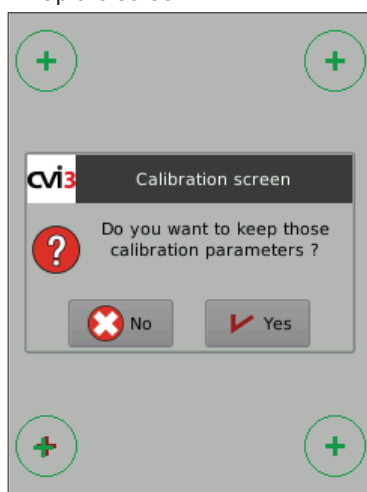 cvi3
Calibration screen
Do you want to keep those
calibration parameters ?
No
Yes